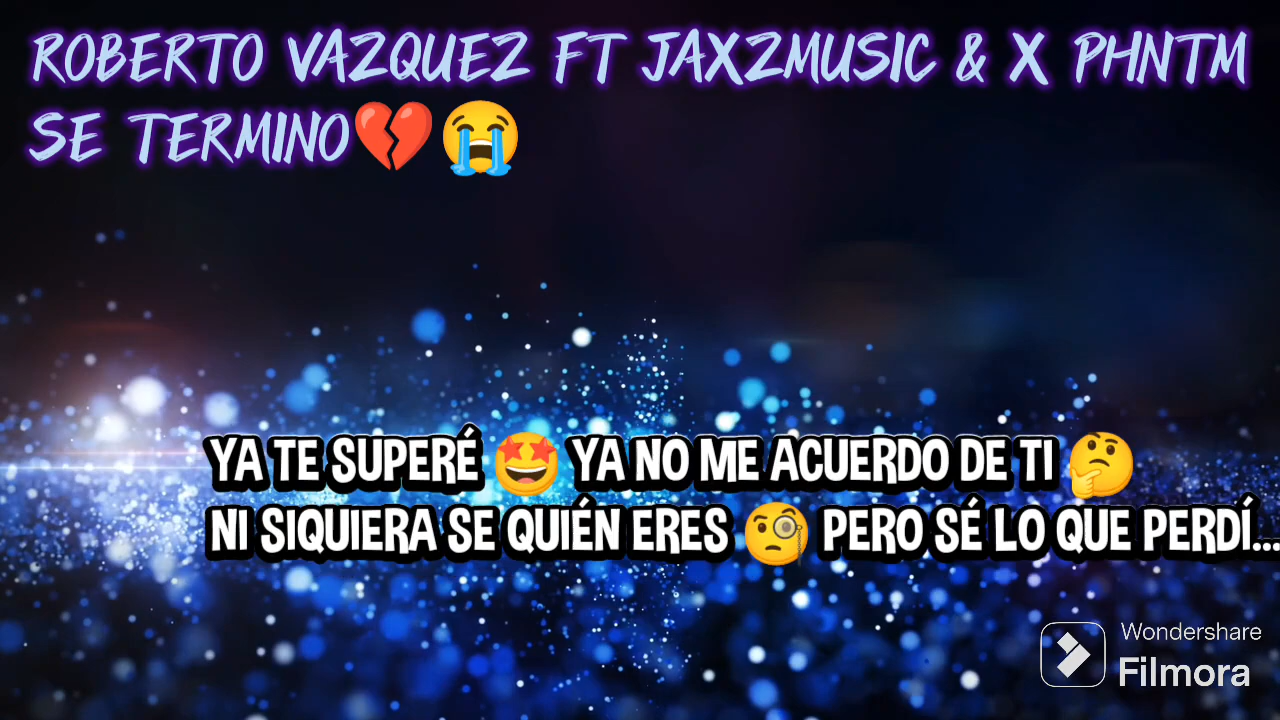 ROBERTO VAZQUEZ FT JAXZMUSIC & X PHNTM
SE TERMINO💔😭
YA TE SUPERÉ 🤩 YA NO ME ACUERDO DE TI 🤔
NI SIQUIERA SE QUIÉN ERES 🧐 PERO SÉ LO QUE PERDÍ...
Wondershare
Filmora